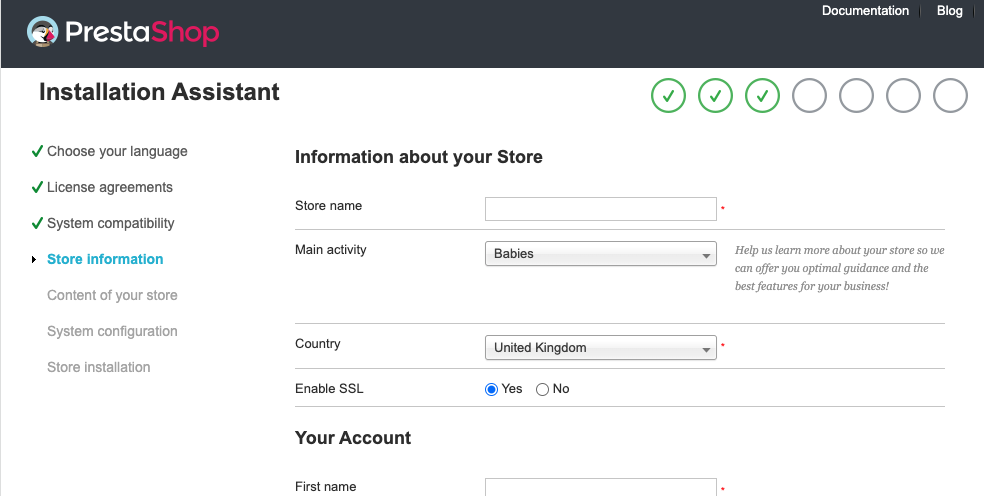 Documentation
Blog
PrestaShop
Installation Assistant
Choose your language
License agreements
System compatibility
Store information
Content of your store
System configuration
Store installation
Information about your Store
Store name *
Main activity
Babies
Help us learn more about your store so we
can offer you optimal guidance and the
best features for your business!
Country
United Kingdom *
Enable SSL
Yes No
Your Account
First name *